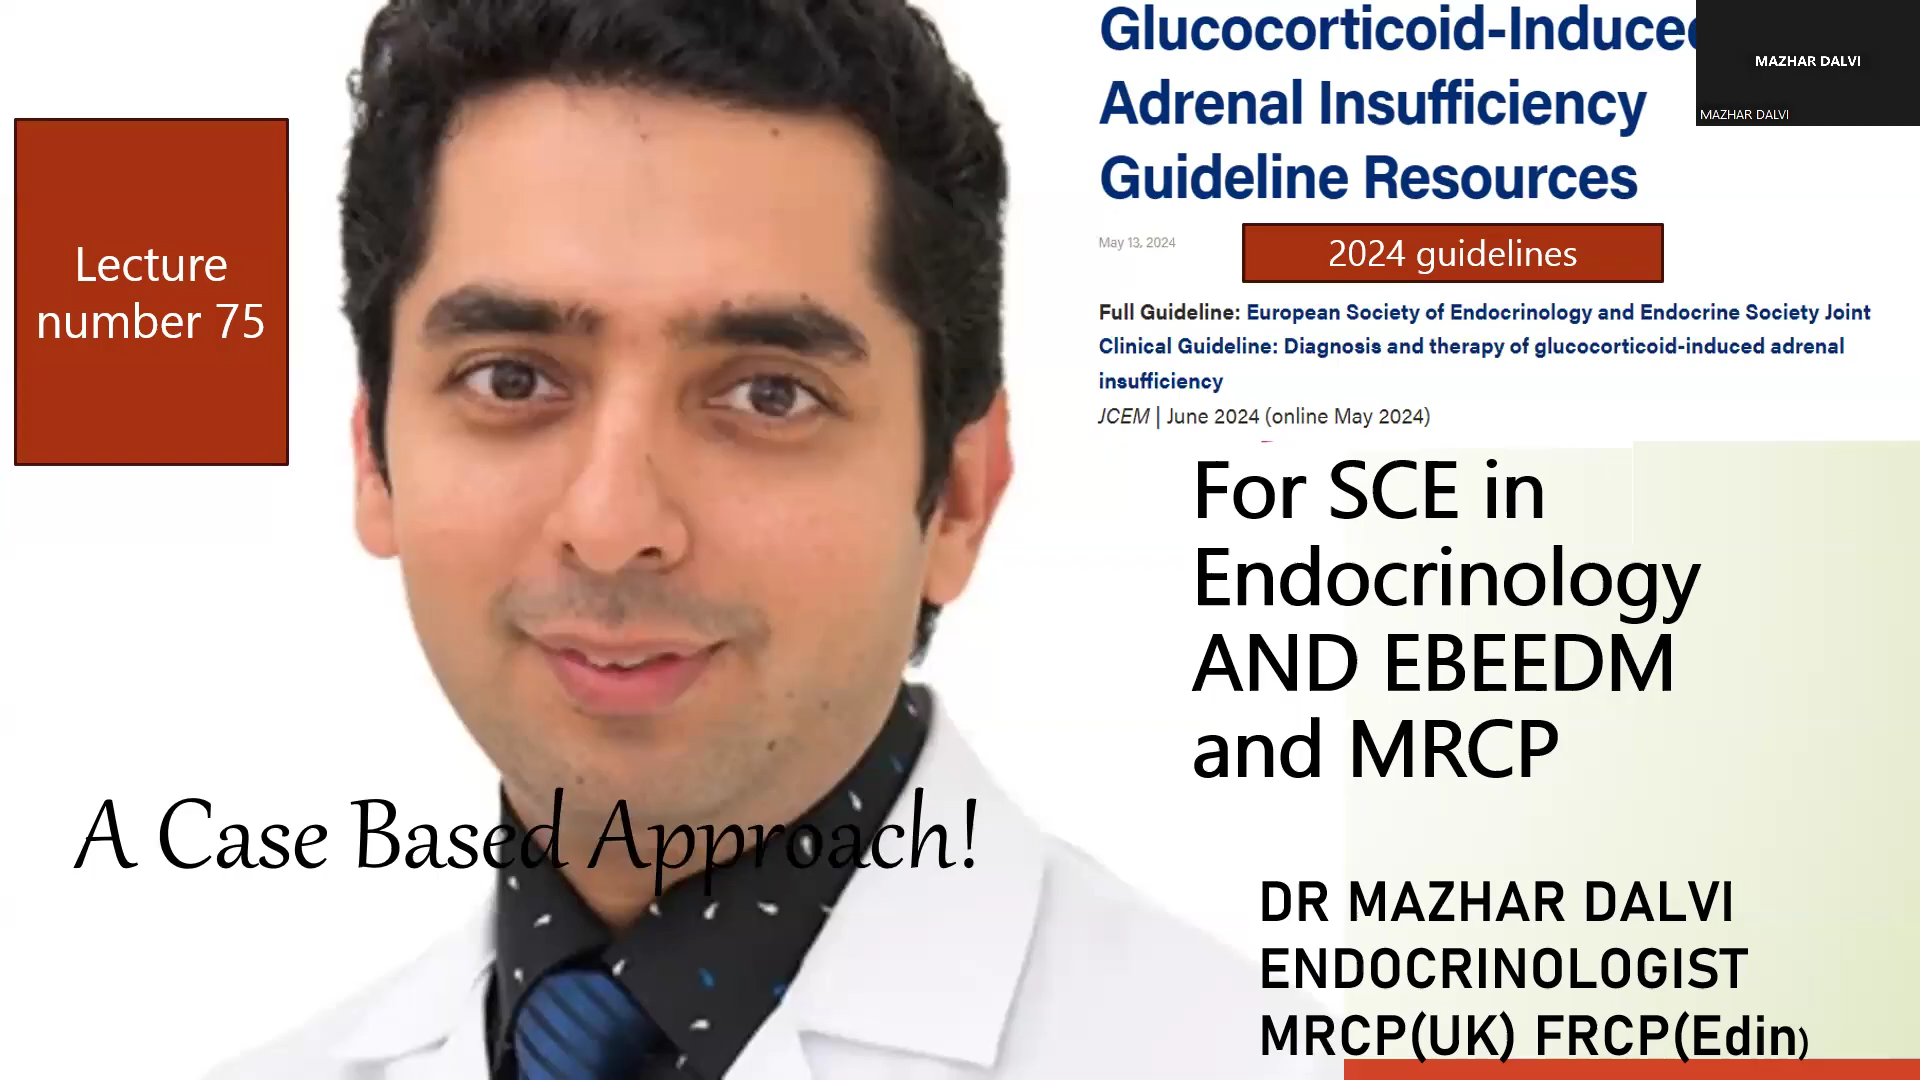 Glucocorticoid-Induced
Adrenal Insufficiency
Guideline Resources
MAZHAR DALVI
MAZHAR DALVI
Lecture
number 75
May 13, 2024
2024 guidelines
Full Guideline: European Society of Endocrinology and Endocrine Society Joint
Clinical Guideline: Diagnosis and therapy of glucocorticoid-induced adrenal
insufficiency
JCEM | June 2024 (online May 2024)
For SCE in
Endocrinology
AND EBEEDM
and MRCP
A Case Based Approach!
DR MAZHAR DALVI
ENDOCRINOLOGIST
MRCP(UK) FRCP(Edin)